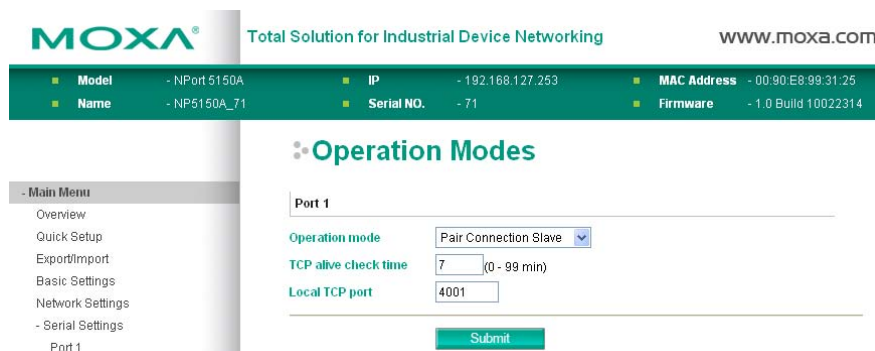 MOXA® Total Solution for Industrial Device Networking www.moxa.com
Model - NPort 5150A IP - 192.168.127.253 MAC Address - 00:90:E8:99:31:25
Name - NP5150A_71 Serial NO. - 71 Firmware - 1.0 Build 10022314
Operation Modes
- Main Menu
Overview
Quick Setup
Export/Import
Basic Settings
Network Settings
- Serial Settings
Port 1
Port 1
Operation mode Pair Connection Slave
TCP alive check time 7 (0 - 99 min)
Local TCP port 4001
Submit